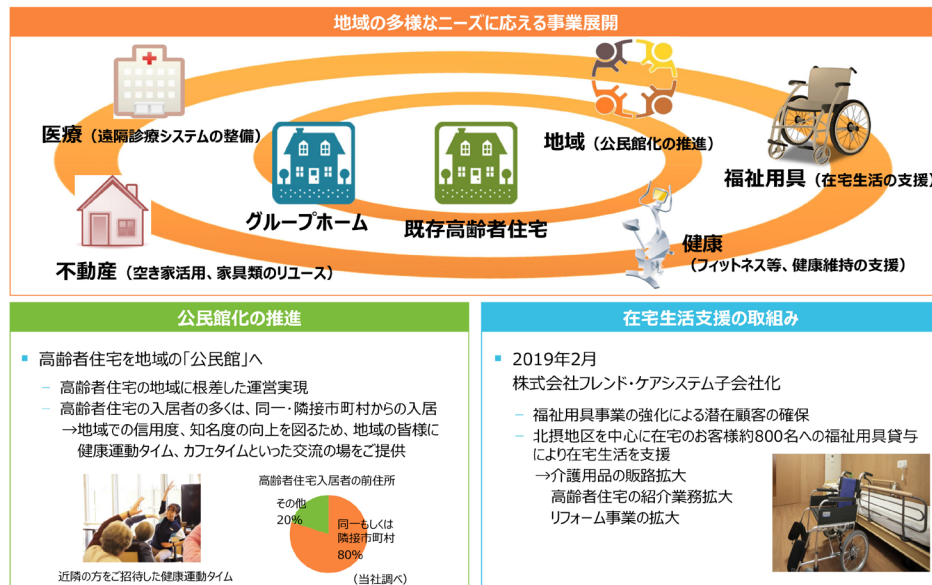 地域の多様なニーズに応える事業展開
医療（遠隔診療システムの整備）
地域（公民館化の推進）
福祉用具（在宅生活の支援）
グループホーム
既存高齢者住宅
不動産（空き家活用、家具類のリユース）
健康
（フィットネス等、健康維持の支援）
公民館化の推進
■ 高齢者住宅を地域の「公民館」へ
－ 高齢者住宅の地域に根差した運営実現
－ 高齢者住宅の入居者の多くは、同一・隣接市町村からの入居
→地域での信用度、知名度の向上を図るため、地域の皆様に
健康運動タイム、カフェタイムといった交流の場をご提供
高齢者住宅入居者の前住所
その他
20%
同一もしくは
隣接市町村
80%
（当社調べ）
近隣の方をご招待した健康運動タイム
在宅生活支援の取組み
■ 2019年2月
株式会社フレンド・ケアシステム子会社化
－ 福祉用具事業の強化による潜在顧客の確保
－ 北摂地区を中心に在宅のお客様約800名への福祉用具貸与
により在宅生活を支援
→介護用品の販路拡大
高齢者住宅の紹介業務拡大
リフォーム事業の拡大